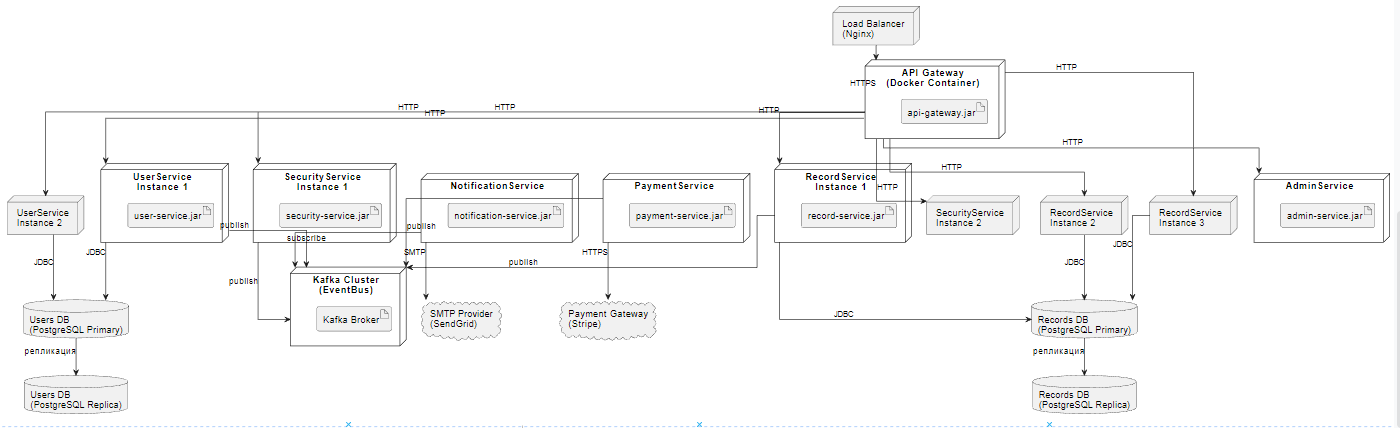 Load Balancer
(Nginx)
HTTPS
API Gateway
(Docker Container)
api-gateway.jar
HTTP
HTTP
HTTP
HTTP
HTTP
HTTP
HTTP
HTTP
UserService
Instance 2
UserService
Instance 1
user-service.jar
SecurityService
Instance 1
security-service.jar
NotificationService
notification-service.jar
PaymentService
payment-service.jar
RecordService
Instance 1
record-service.jar
SecurityService
Instance 2
RecordService
Instance 2
RecordService
Instance 3
AdminService
admin-service.jar
JDBC
JDBC
publish
subscribe
publish
publish
SMTP
HTTPS
publish
JDBC
JDBC
JDBC
Kafka Cluster
(EventBus)
Kafka Broker
SMTP Provider
(SendGrid)
Payment Gateway
(Stripe)
Users DB
(PostgreSQL Primary)
Records DB
(PostgreSQL Primary)
репликация
репликация
Users DB
(PostgreSQL Replica)
Records DB
(PostgreSQL Replica)